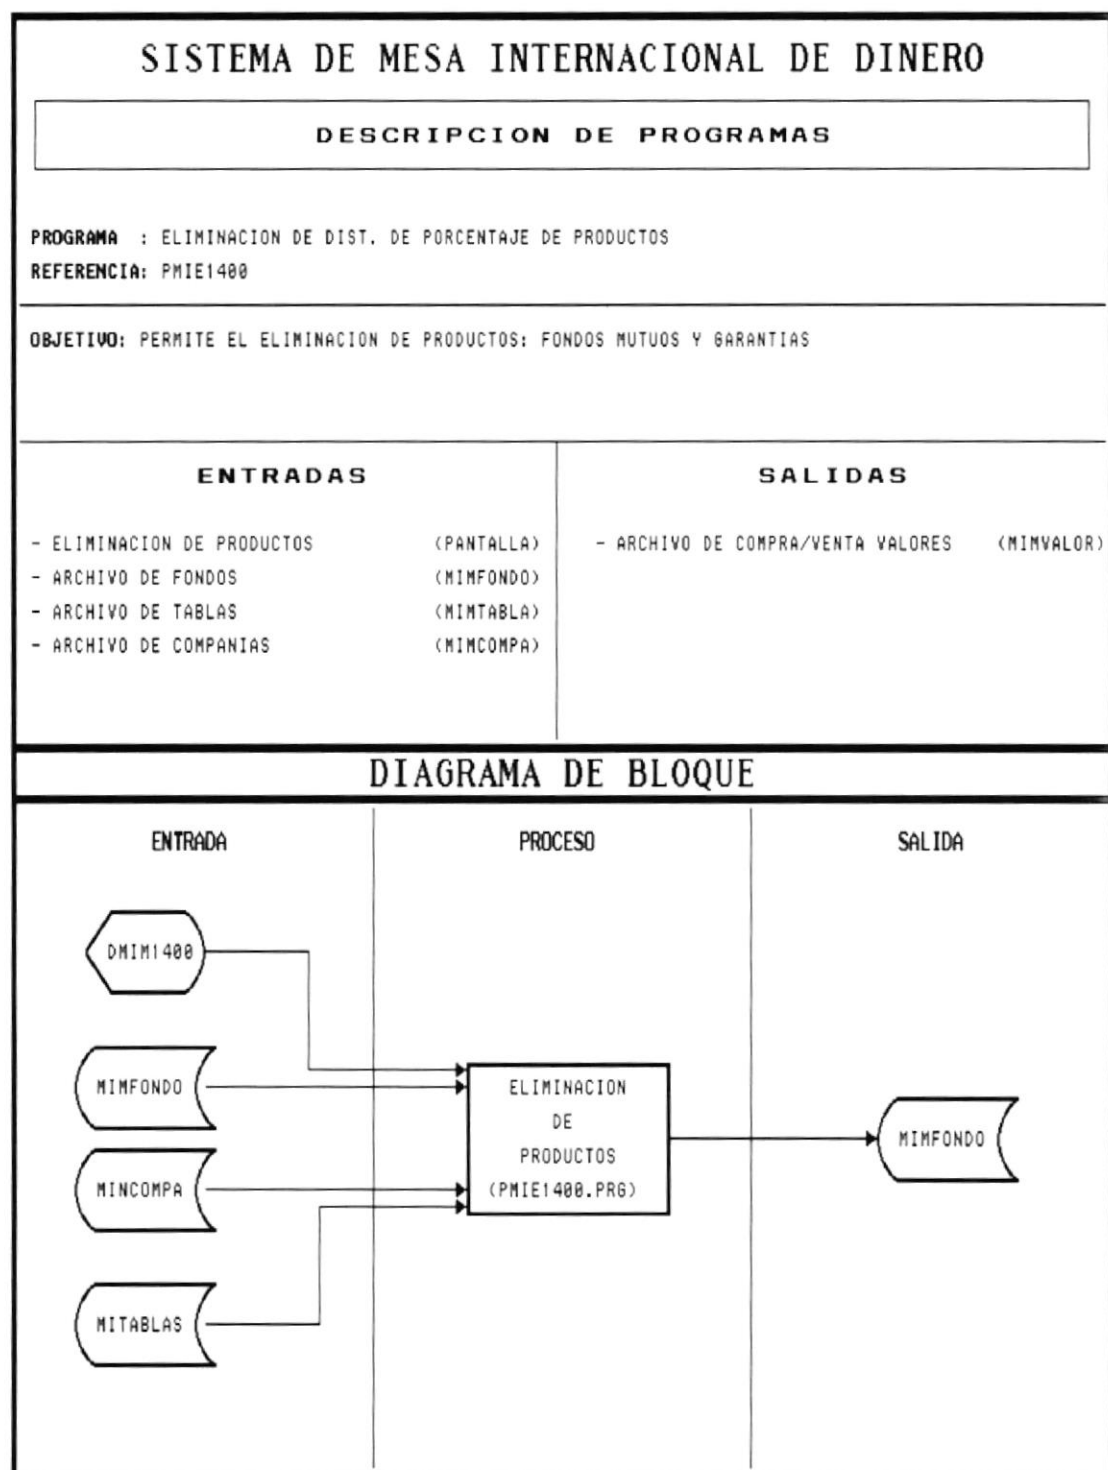 SISTEMA DE MESA INTERNACIONAL DE DINERO
DESCRIPCION DE PROGRAMAS
PROGRAMA : ELIMINACION DE DIST. DE PORCENTAJE DE PRODUCTOS
REFERENCIA: PMIE1400
OBJETIVO: PERMITE EL ELIMINACION DE PRODUCTOS: FONDOS MUTUOS Y GARANTIAS
ENTRADAS
- ELIMINACION DE PRODUCTOS (PANTALLA)
- ARCHIVO DE FONDOS (MIMFONDO)
- ARCHIVO DE TABLAS (MIMTABLA)
- ARCHIVO DE COMPANIAS (MIMCOMPA)
SALIDAS
- ARCHIVO DE COMPRA/VENTA VALORES (MIMVALOR)
DIAGRAMA DE BLOQUE
ENTRADA
PROCESO
SALIDA
DMIM1400
MIMFONDO
MINCOMPA
MITABLAS
ELIMINACION
DE
PRODUCTOS
(PMIE1400.PRG)
MIMFONDO